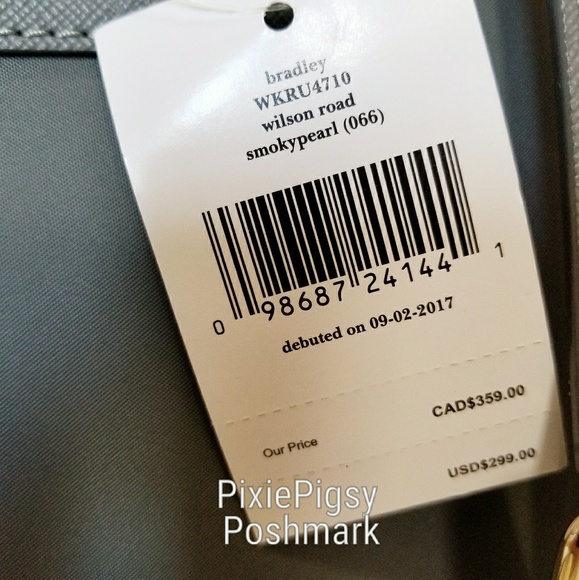 bradley
WKRU4710
wilson road
smokypearl (066)
0 98687 24144 1
debuted on 09-02-2017
CAD$359.00
Our Price
USD$299.00
PixiePigsy
Poshmark